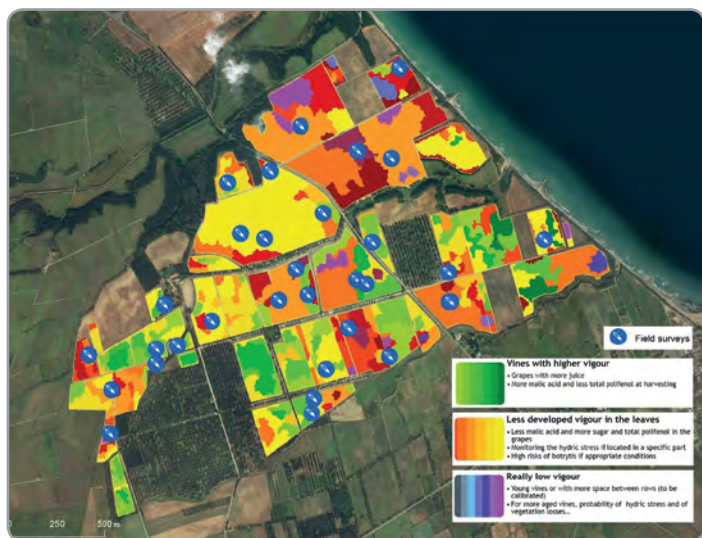 Field surveys
Vines with higher vigour
• Grapes with more juice
• More malic acid and less total polifenol at harvesting
Less developed vigour in the leaves
• Less malic acid and more sugar and total polifenol in the
grapes
• Monitoring the hydric stress if located in a specific part
• High risks of botrytis if appropriate conditions
Really low vigour
• Young vines or with more space between rows (to be
calibrated)
• For more aged vines, probability of hydric stress and of
vegetation losses...
0 250 500 m